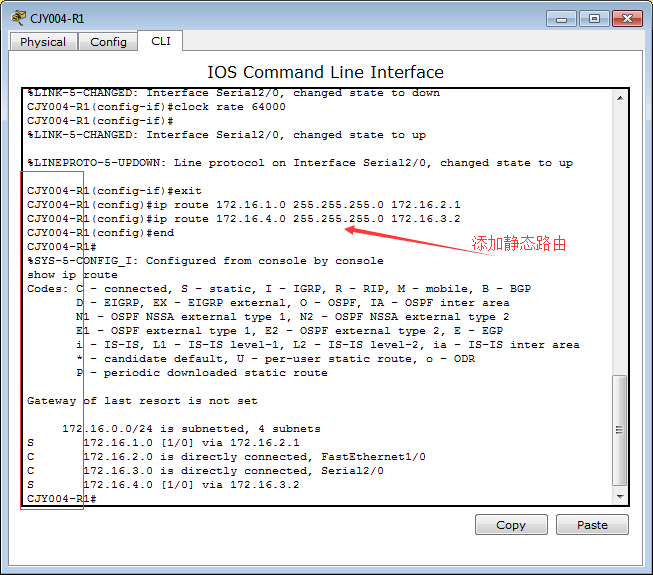 CJY004-R1
Physical
Config
CLI
IOS Command Line Interface
%LINK-5-CHANGED: Interface Serial2/0, changed state to down
CJY004-R1(config-if)#clock rate 64000
CJY004-R1(config-if)#
%LINK-5-CHANGED: Interface Serial2/0, changed state to up
%LINEPROTO-5-UPDOWN: Line protocol on Interface Serial2/0, changed state to up
CJY004-R1(config-if)#exit
CJY004-R1(config)#ip route 172.16.1.0 255.255.255.0 172.16.2.1
CJY004-R1(config)#ip route 172.16.4.0 255.255.255.0 172.16.3.2
CJY004-R1(config)#end
CJY004-R1#
添加静态路由
%SYS-5-CONFIG_I: Configured from console by console
show ip route
Codes: C - connected, S - static, I - IGRP, R - RIP, M - mobile, B - BGP
D - EIGRP, EX - EIGRP external, O - OSPF, IA - OSPF inter area
N1 - OSPF NSSA external type 1, N2 - OSPF NSSA external type 2
E1 - OSPF external type 1, E2 - OSPF external type 2, E - EGP
i - IS-IS, L1 - IS-IS level-1, L2 - IS-IS level-2, ia - IS-IS inter area
* - candidate default, U - per-user static route, o - ODR
P - periodic downloaded static route
Gateway of last resort is not set
172.16.0.0/24 is subnetted, 4 subnets
S 172.16.1.0 [1/0] via 172.16.2.1
C 172.16.2.0 is directly connected, FastEthernet1/0
C 172.16.3.0 is directly connected, Serial2/0
S 172.16.4.0 [1/0] via 172.16.3.2
CJY004-R1#
Copy
Paste